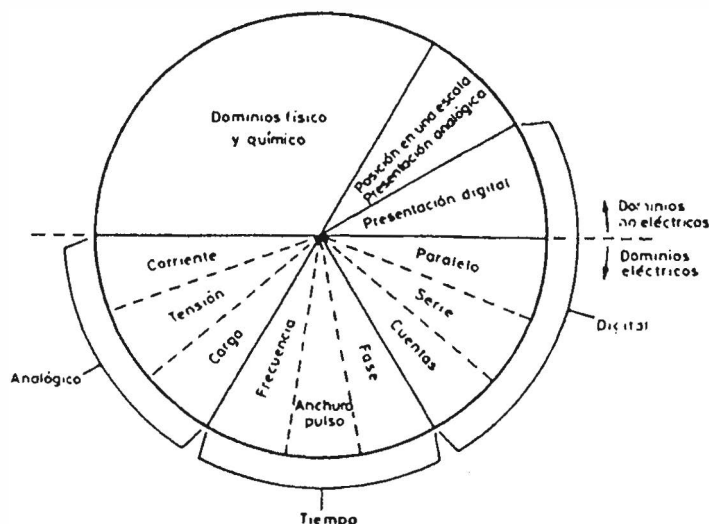 Dominios físico
y químico
Posición en una escala
Presentación analógica
Presentación digital
Dominios
no eléctricos
Dominios
eléctricos
Corriente
Tensión
Carga
Frecuencia
Anchura
pulso
Fase
Cuentas
Serie
Paralelo
Analógico
Tiempo
Digital